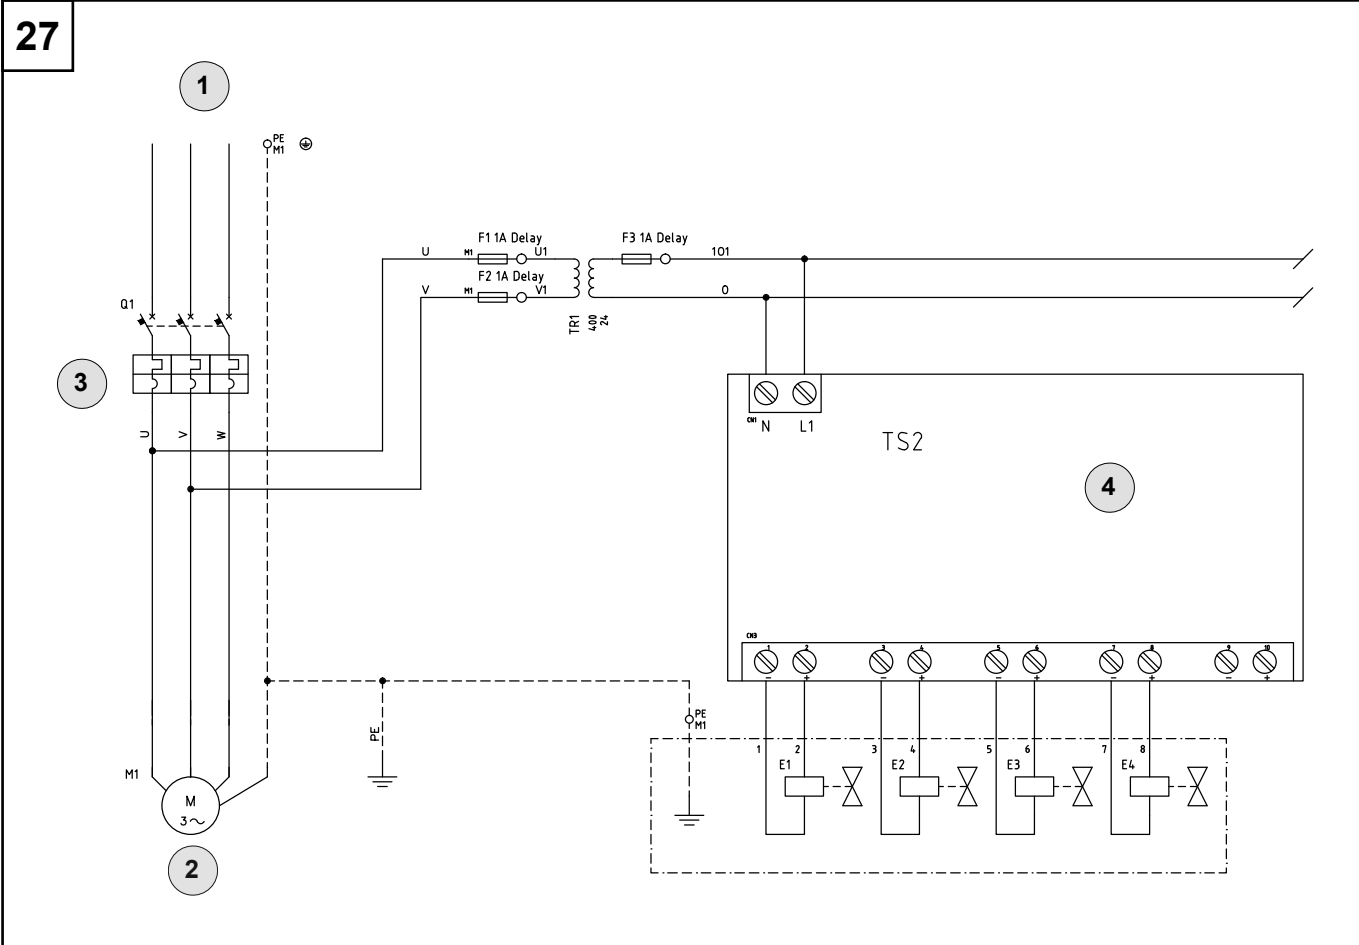 27
1
PE
M1
F1 1A Delay
F3 1A Delay
U
M1
U1
101
F2 1A Delay
V
M1
V1
0
Q1
TR1
400
24
3
CN1
N
L1
U
V
W
TS2
4
CN3
1
2
3
4
5
6
7
8
9
10
-
+
-
+
-
+
-
+
-
+
PE
M1
PE
1
2
3
4
5
6
7
8
E1
E2
E3
E4
M1
M
3~
2